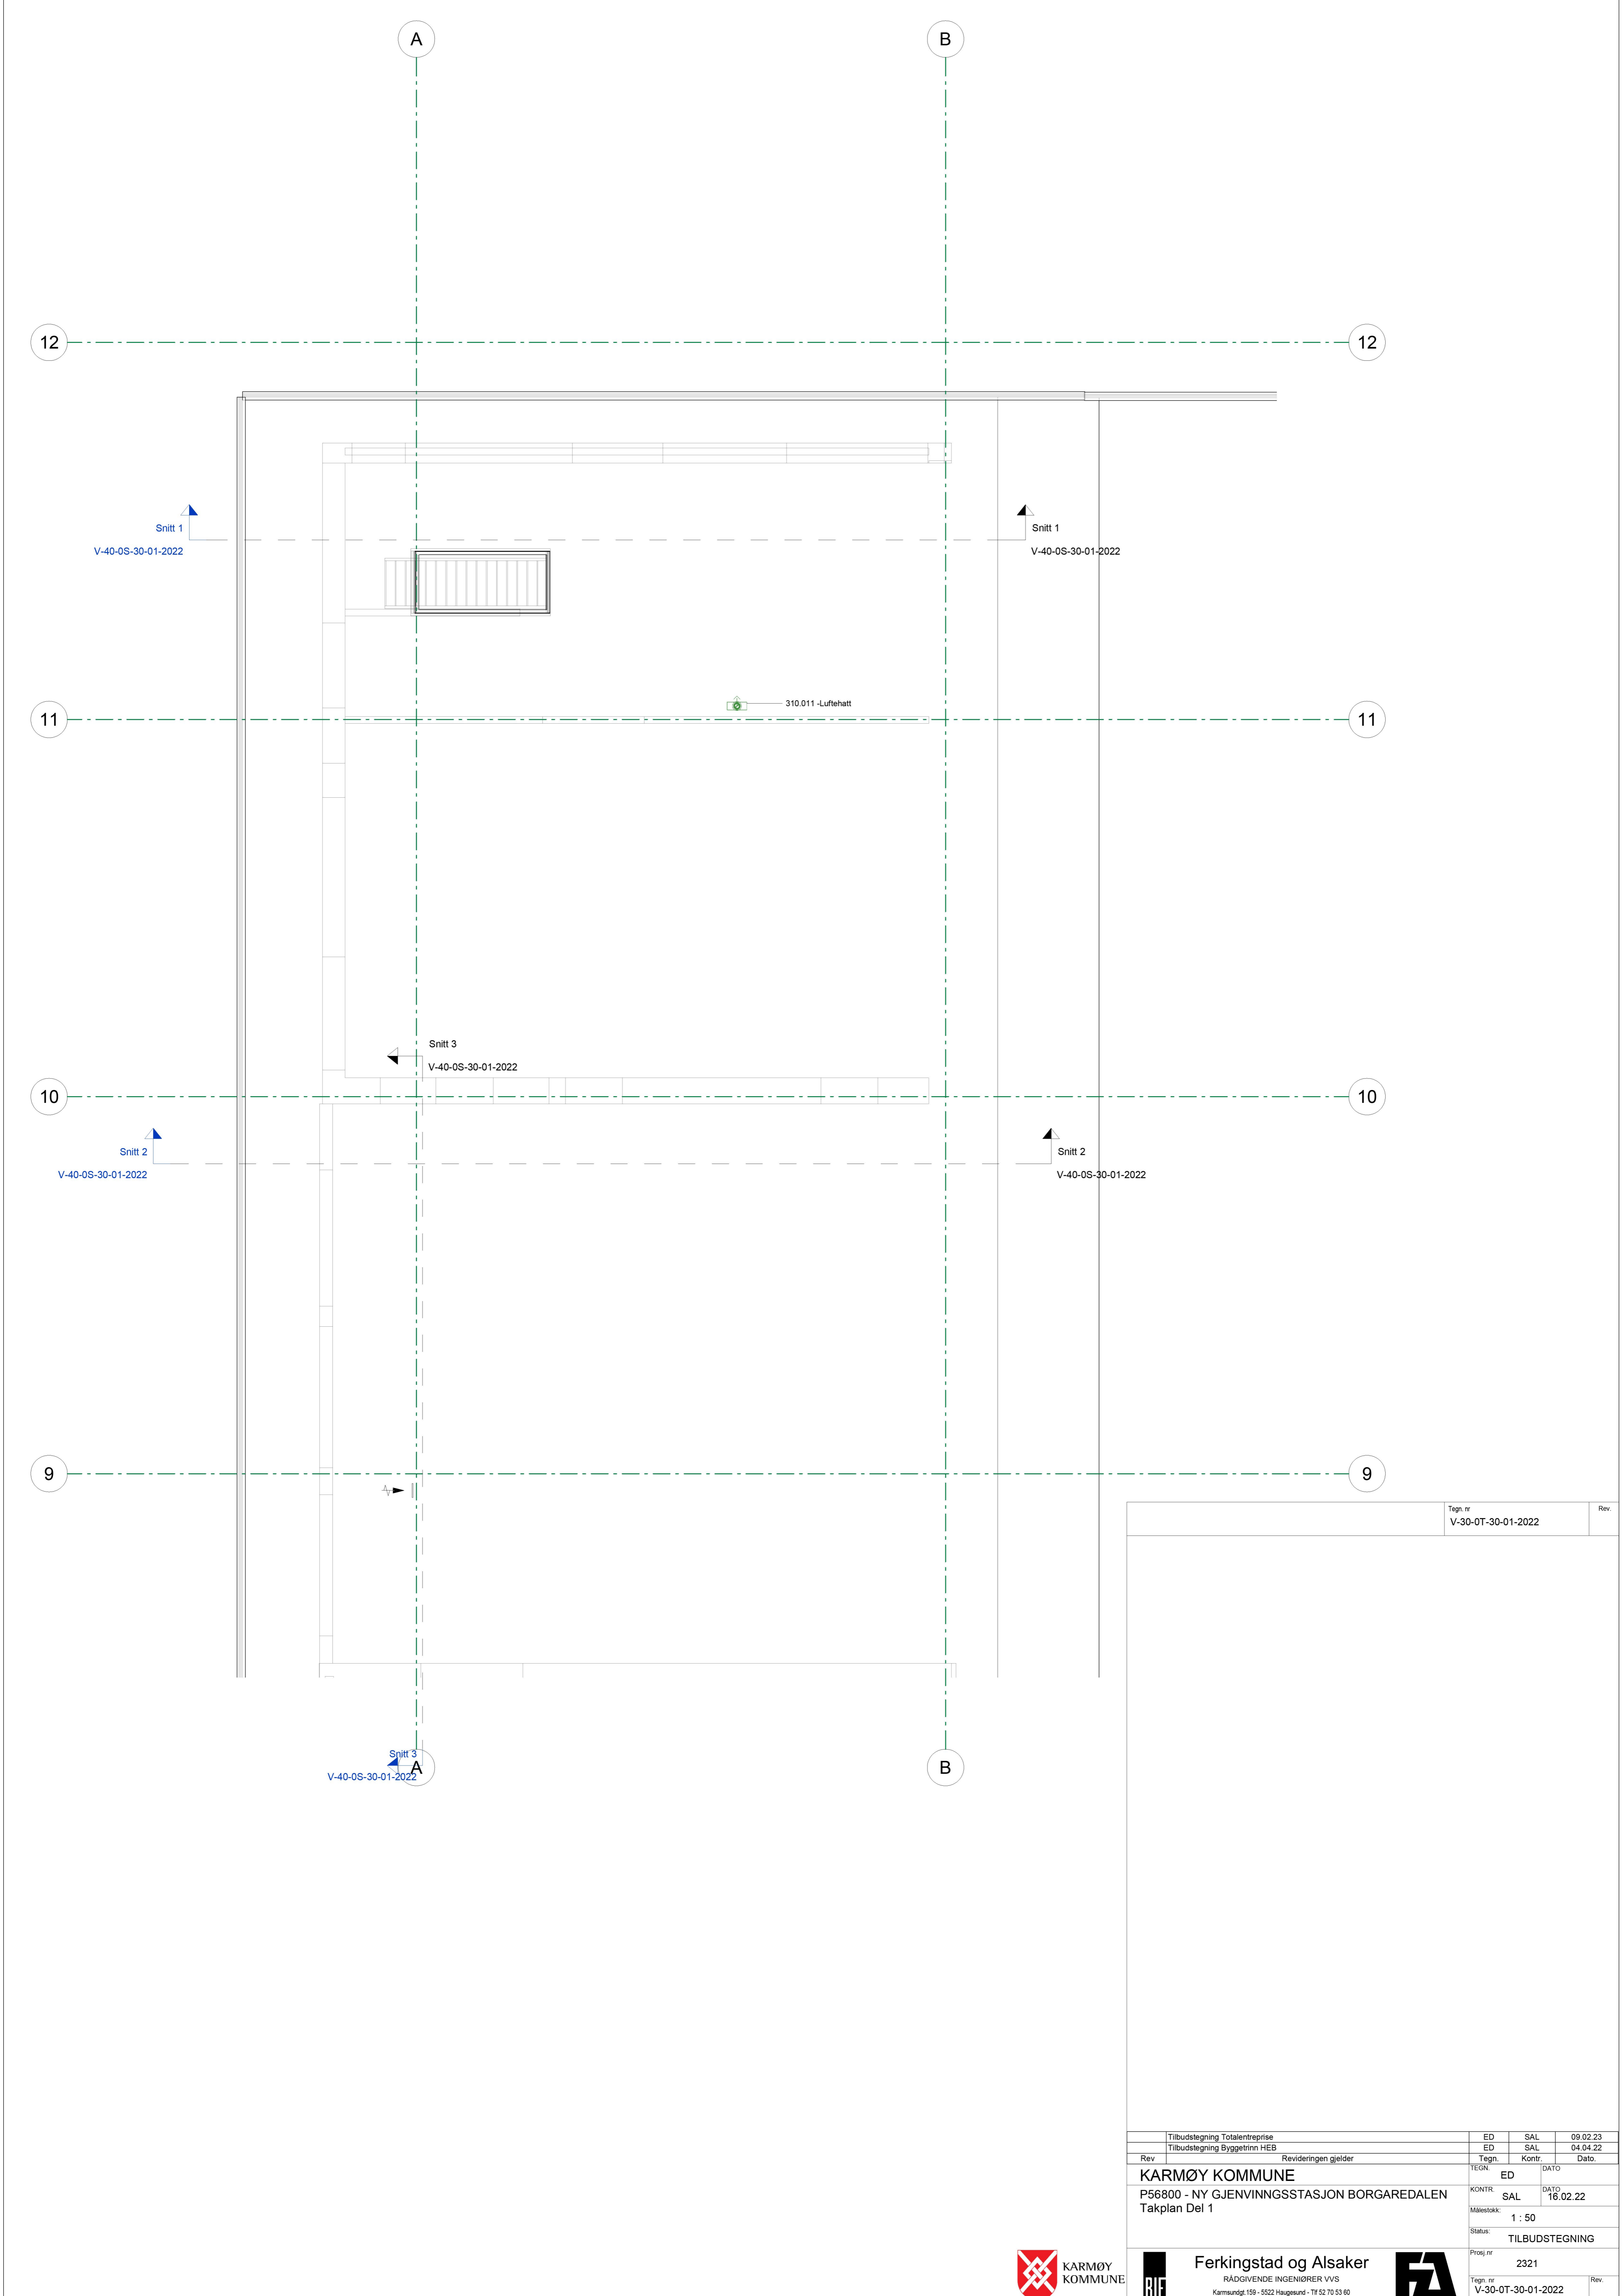 A
B
12
12
Snitt 1
V-40-0S-30-01-2022
Snitt 1
V-40-0S-30-01-2022
310.011 -Luftehatt
11
11
Snitt 3
V-40-0S-30-01-2022
10
10
Snitt 2
V-40-0S-30-01-2022
Snitt 2
V-40-0S-30-01-2022
9
9
Tegn. nr
V-30-0T-30-01-2022
Rev.
Snitt 3
V-40-0S-30-01-2022
A
B
Tilbudstegning Totalentreprise ED SAL 09.02.23
Tilbudstegning Byggetrinn HEB ED SAL 04.04.22
Rev Revideringen gjelder Tegn. Kontr. Dato.
KARMØY KOMMUNE
TEGN. ED DATO
P56800 - NY GJENVINNGSSTASJON BORGAREDALEN
Takplan Del 1
KONTR. SAL DATO 16.02.22
Målestokk: 1 : 50
Status: TILBUDSTEGNING
KARMØY
KOMMUNE
RIF
Ferkingstad og Alsaker
RÅDGIVENDE INGENIØRER VVS
Karmsundgt.159 - 5522 Haugesund - Tlf 52 70 53 60
FA
Prosj.nr 2321
Tegn. nr
V-30-0T-30-01-2022
Rev.